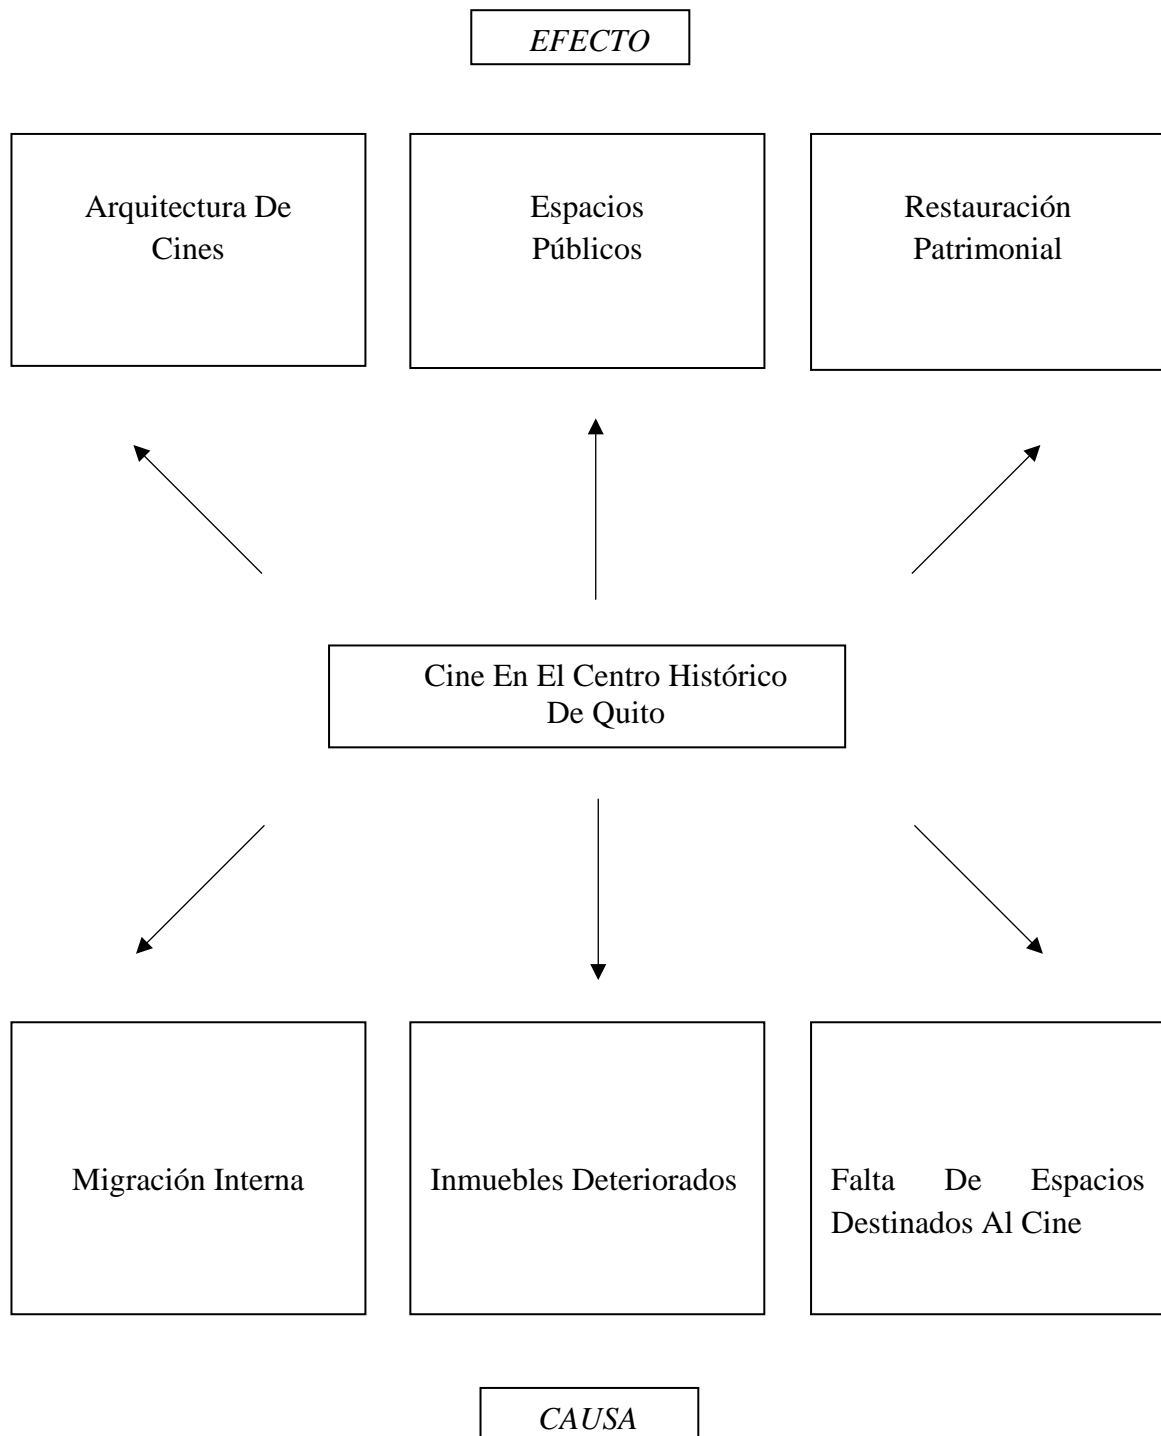 EFECTO
Arquitectura De
Cines
Espacios
Públicos
Restauración
Patrimonial
Cine En El Centro Histórico
De Quito
Migración Interna
Inmuebles Deteriorados
Falta De Espacios
Destinados Al Cine
CAUSA